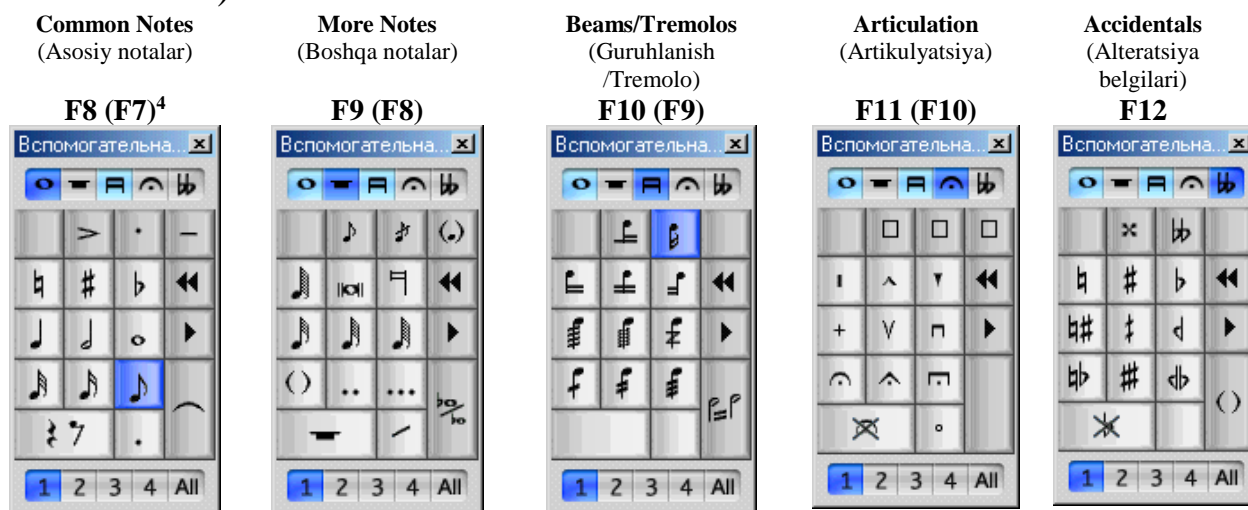 Common Notes
(Asosiy notalar)
F8 (F7)⁴
More Notes
(Boshqa notalar)
F9 (F8)
Beams/Tremolos
(Guruhlanish
/Tremolo)
F10 (F9)
Articulation
(Artikulyatsiya)
F11 (F10)
Accidentals
(Alteratsiya
belgilari)
F12
Вспомогательна...
1 2 3 4 All
Вспомогательна...
1 2 3 4 All
Вспомогательна...
1 2 3 4 All
Вспомогательна...
1 2 3 4 All
Вспомогательна...
1 2 3 4 All